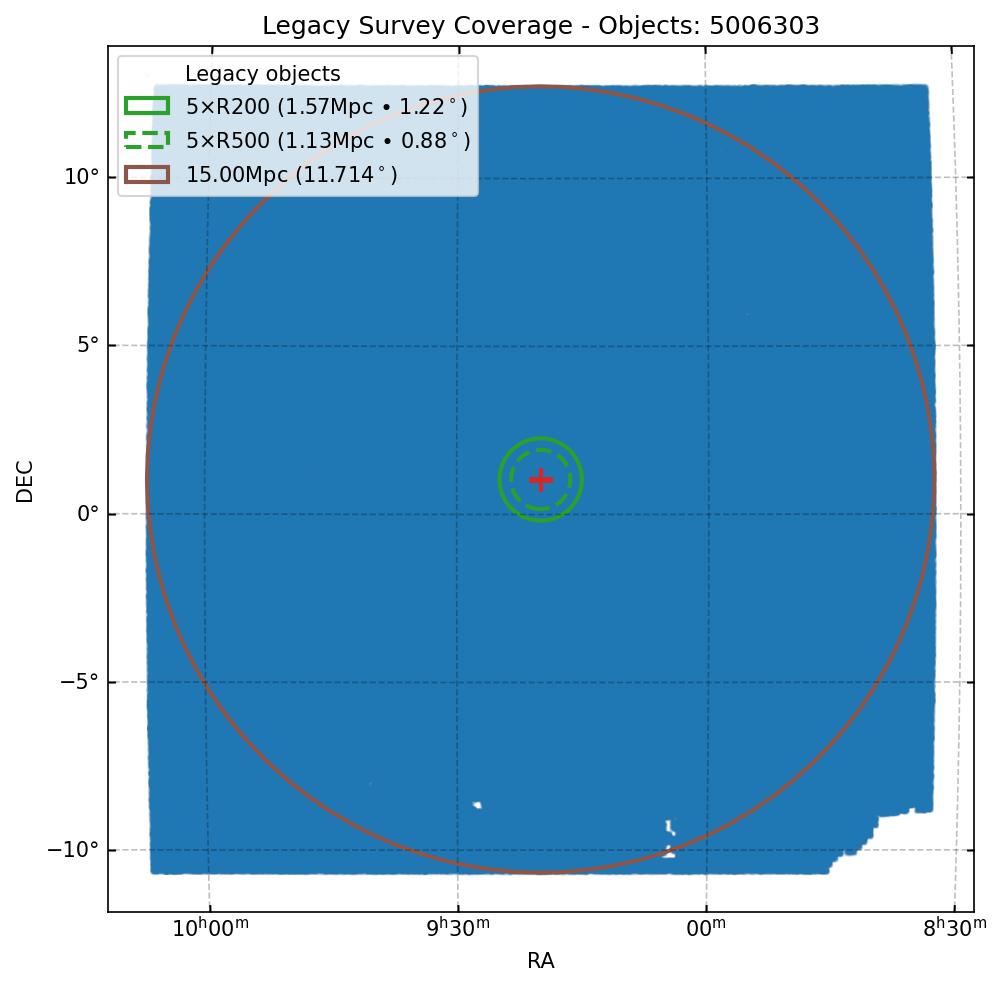 Legacy Survey Coverage - Objects: 5006303
Legacy objects
5×R200 (1.57Mpc • 1.22°)
5×R500 (1.13Mpc • 0.88°)
15.00Mpc (11.714°)
10°
5°
0°
−5°
−10°
DEC
10ʰ00ᵐ 9ʰ30ᵐ 00ᵐ 8ʰ30ᵐ
RA